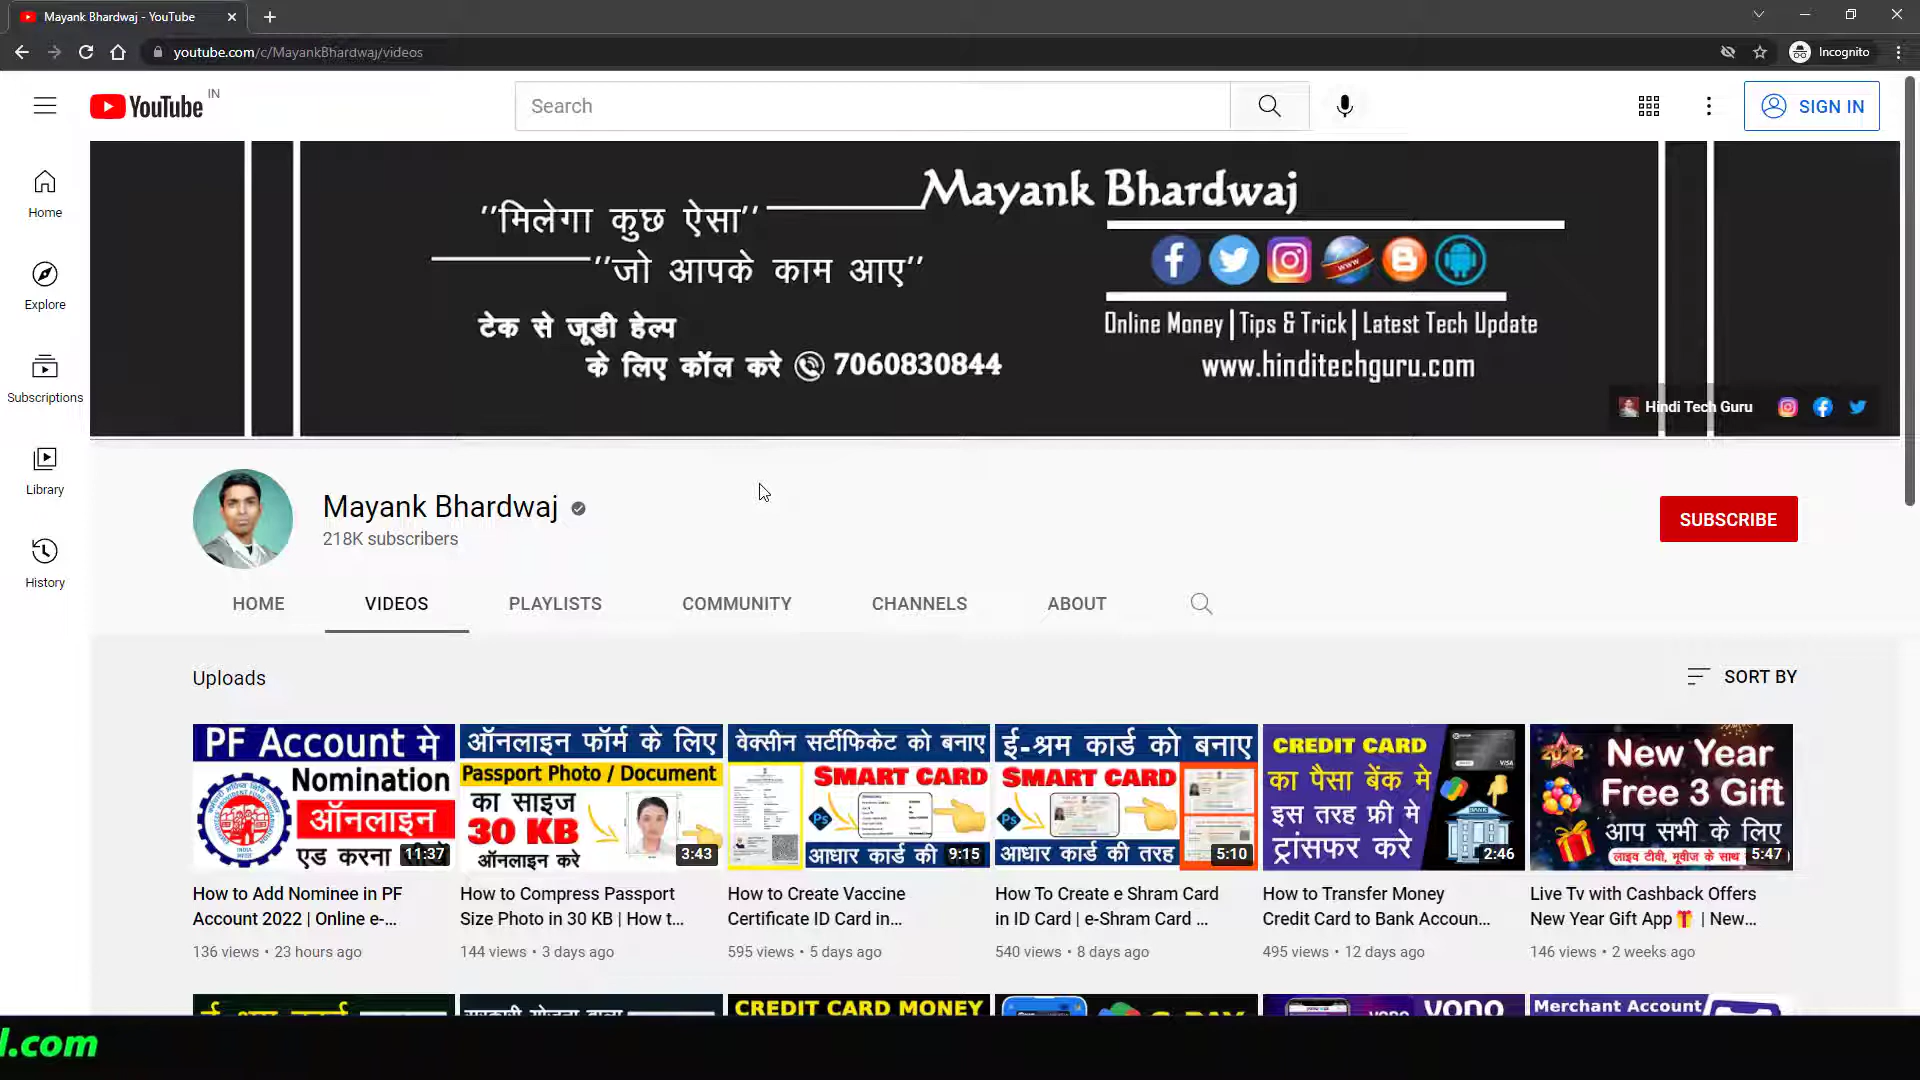 Mayank Bhardwaj - YouTube
youtube.com/c/MayankBhardwaj/videos
Incognito
YouTube IN
Search
SIGN IN
Home
Explore
Subscriptions
Library
History
''मिलेगा कुछ ऐसा''
''जो आपके काम आए''
टेक से जूडी हेल्प
के लिए कॉल करे 7060830844
Mayank Bhardwaj
Online Money | Tips & Trick | Latest Tech Update
www.hinditechguru.com
Hindi Tech Guru
Mayank Bhardwaj
218K subscribers
SUBSCRIBE
HOME VIDEOS PLAYLISTS COMMUNITY CHANNELS ABOUT
Uploads
SORT BY
PF Account मे
Nomination
ऑनलाइन
एड करना
11:37
How to Add Nominee in PF
Account 2022 | Online e-...
136 views • 23 hours ago
ऑनलाइन फॉर्म के लिए
Passport Photo / Document
का साइज
30 KB
ऑनलाइन करे
3:43
How to Compress Passport
Size Photo in 30 KB | How t...
144 views • 3 days ago
वेक्सीन सर्टीफिकेट को बनाए
SMART CARD
Ps
आधार कार्ड की
9:15
How to Create Vaccine
Certificate ID Card in...
595 views • 5 days ago
ई-श्रम कार्ड को बनाए
SMART CARD
Ps
आधार कार्ड की तरह
5:10
How To Create e Shram Card
in ID Card | e-Shram Card ...
540 views • 8 days ago
CREDIT CARD
का पैसा बेंक मे
इस तरह फ्री मे
ट्रांसफर करे
VISA
BANK
2:46
How to Transfer Money
Credit Card to Bank Accoun...
495 views • 12 days ago
2022
New Year
Free 3 Gift
आप सभी के लिए
लाइव टीवी, मूवीज के साथ
5:47
Live Tv with Cashback Offers
New Year Gift App | New...
146 views • 2 weeks ago
CREDIT CARD MONEY
Merchant Account
l.com